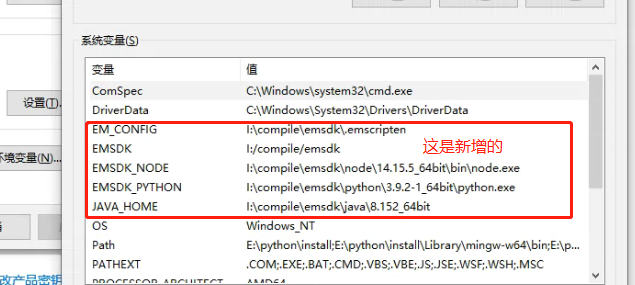 系统变量(S)
变量 值
ComSpec C:\Windows\system32\cmd.exe
DriverData C:\Windows\System32\Drivers\DriverData
EM_CONFIG I:\compile\emsdk\.emscripten
EMSDK I:/compile/emsdk
这是新增的
EMSDK_NODE I:\compile\emsdk\node\14.15.5_64bit\bin\node.exe
EMSDK_PYTHON I:\compile\emsdk\python\3.9.2-1_64bit\python.exe
JAVA_HOME I:\compile\emsdk\java\8.152_64bit
OS Windows_NT
Path E:\python\install;E:\python\install\Library\mingw-w64\bin;E:\p...
PATHEXT .COM;.EXE;.BAT;.CMD;.VBS;.VBE;.JS;.JSE;.WSF;.WSH;.MSC
PROCESSOR_ARCHITECT AMD64
设置(T)...
环境变量(N)...
改产品密钥